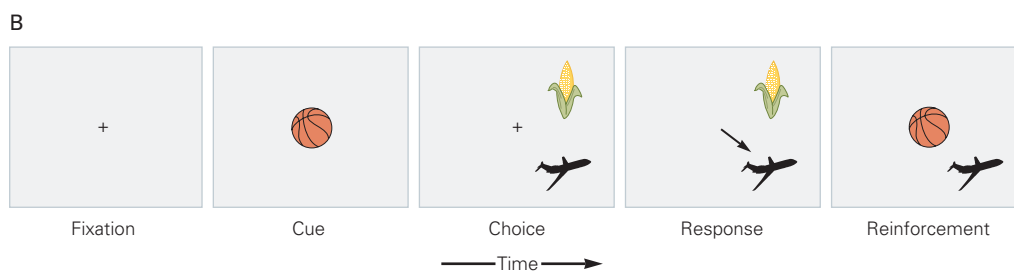 B
+
+
Fixation
Cue
Choice
Response
Reinforcement
Time